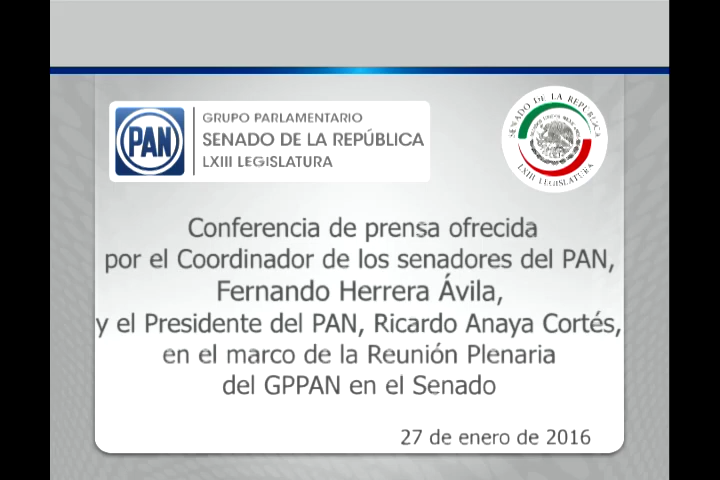 PAN
GRUPO PARLAMENTARIO
SENADO DE LA REPÚBLICA
LXIII LEGISLATURA
SENADO DE LA REPÚBLICA
LXIII LEGISLATURA
Conferencia de prensa ofrecida
por el Coordinador de los senadores del PAN,
Fernando Herrera Ávila,
y el Presidente del PAN, Ricardo Anaya Cortés,
en el marco de la Reunión Plenaria
del GPPAN en el Senado
27 de enero de 2016